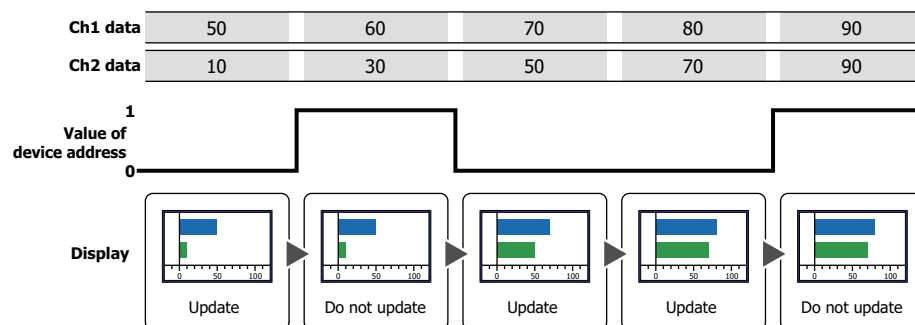 Ch1 data 50 60 70 80 90
Ch2 data 10 30 50 70 90
1
Value of
device address
0
Display
0 50 100 0 50 100 0 50 100 0 50 100 0 50 100
Update Do not update Update Update Do not update